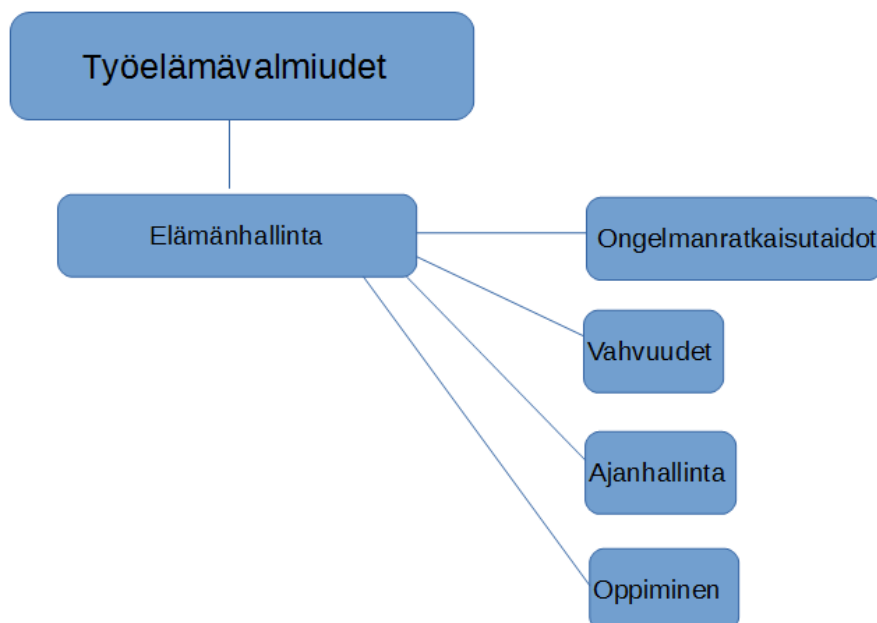 Työelämävalmiudet
Elämänhallinta
Ongelmanratkaisutaidot
Vahvuudet
Ajanhallinta
Oppiminen